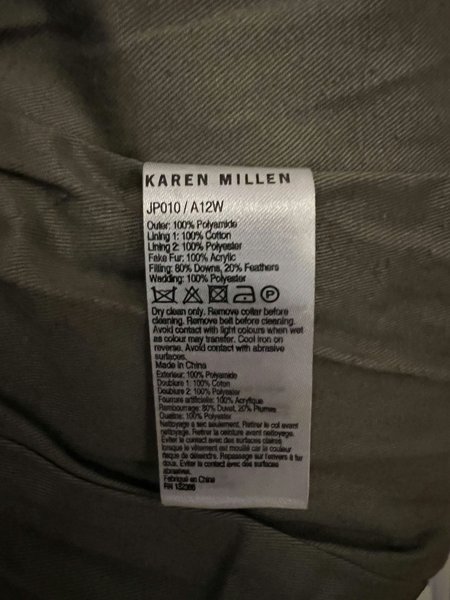 KAREN MILLEN
JP010 / A12W
Outer: 100% Polyamide
Lining 1: 100% Cotton
Lining 2: 100% Polyester
Fake Fur: 100% Acrylic
Filling: 80% Downs, 20% Feathers
Wadding: 100% Polyester
P
Dry clean only. Remove collar before
cleaning. Remove belt before cleaning.
Avoid contact with light colours when wet
as colour may transfer. Cool iron on
reverse. Avoid contact with abrasive
surfaces.
Made in China
Exterieur: 100% Polyamide
Doublure 1: 100% Coton
Doublure 2: 100% Polyester
Fourrure artificielle: 100% Acrylique
Rembourrage: 80% Duvet, 20% Plumes
Ouatine: 100% Polyester
Nettoyage a sec seulement. Retirer le col avant
nettoyage. Retirer la ceinture avant nettoyage.
Eviter le contact avec des surfaces claires
lorsque le vêtement est mouillé car la couleur
risque de déteindre. Repassage sur l'envers a fer
doux. Eviter le contact avec des surfaces
abrasives.
Fabriqué en Chine